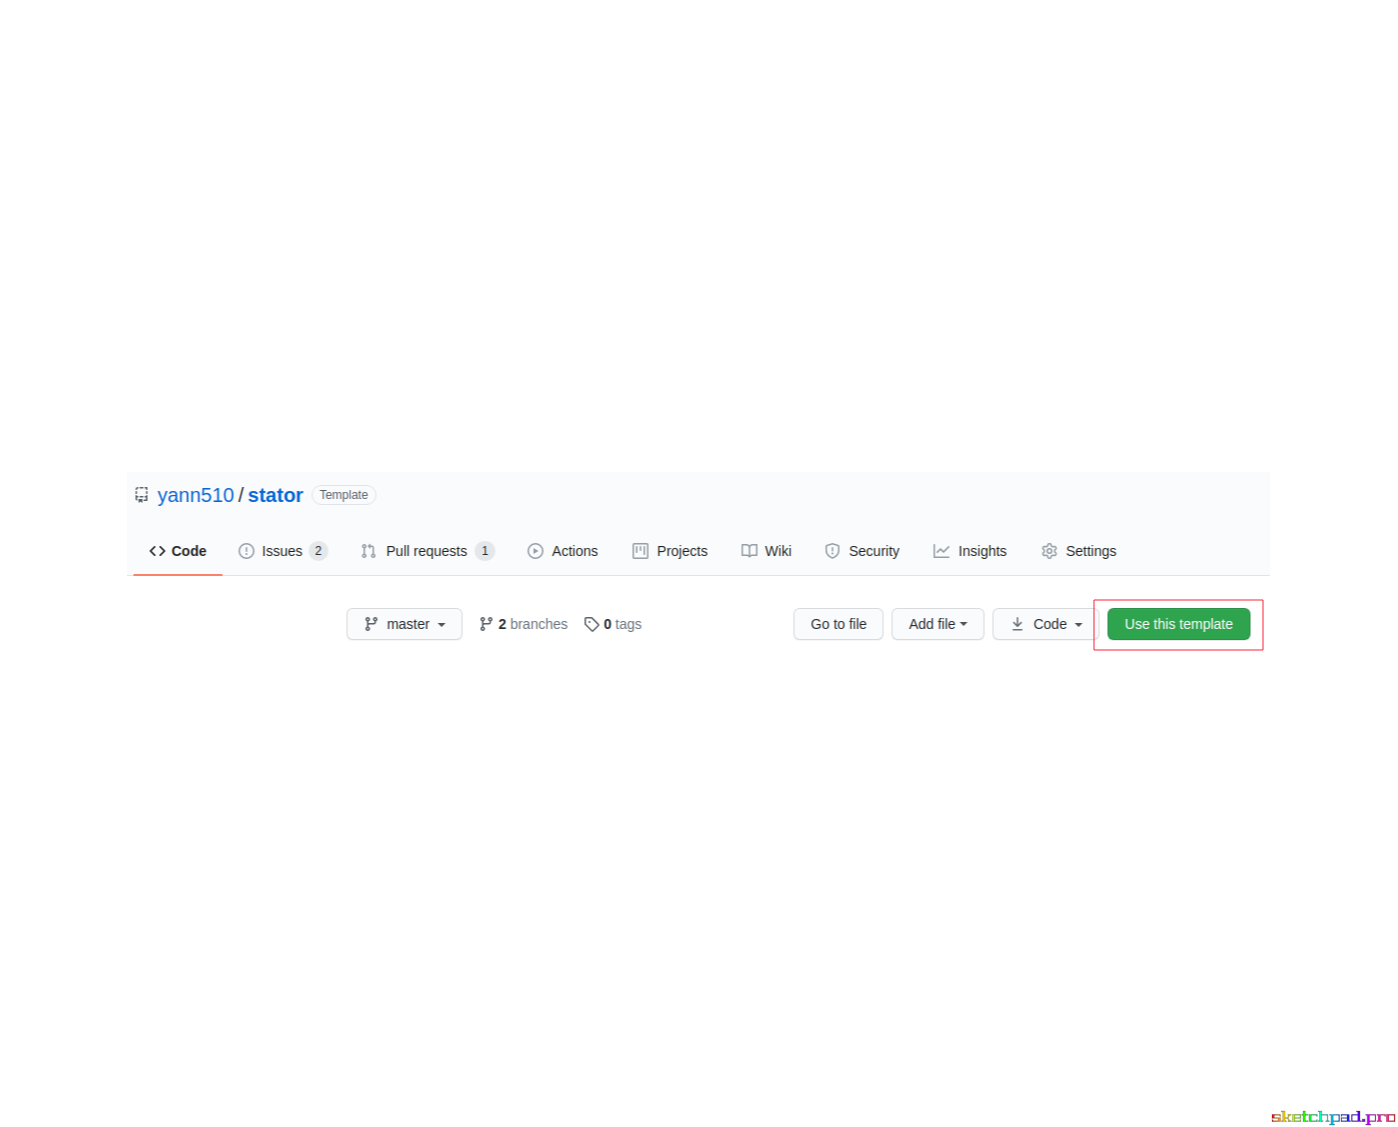 yann510 / stator Template
Code Issues 2 Pull requests 1 Actions Projects Wiki Security Insights Settings
master 2 branches 0 tags Go to file Add file Code Use this template
sketchpad.pro